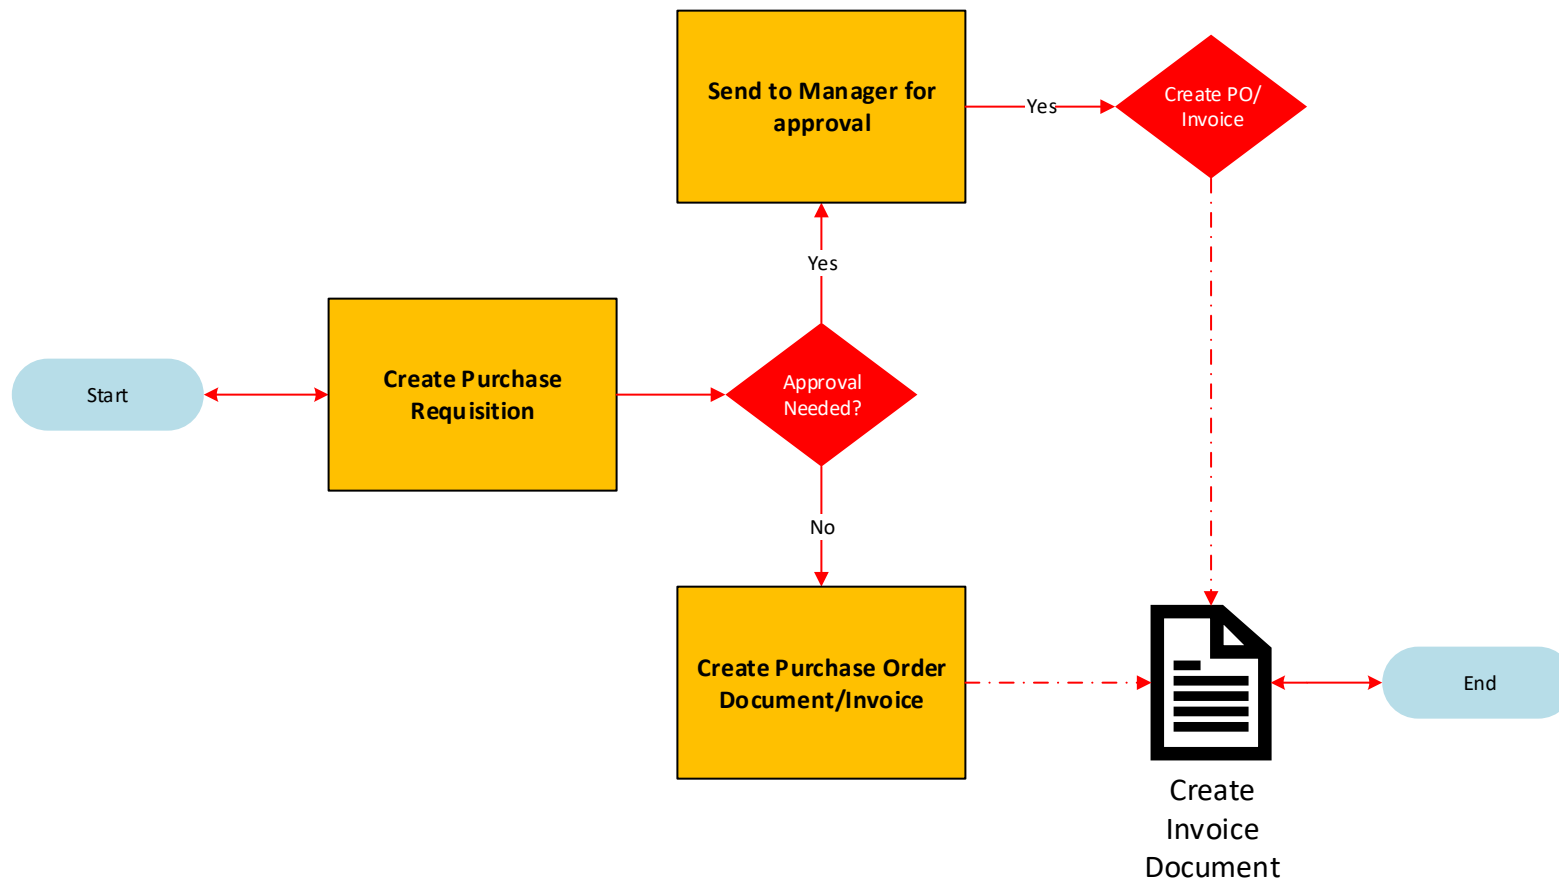 Send to Manager for
approval
Yes
Create PO/
Invoice
Yes
Start
Create Purchase
Requisition
Approval
Needed?
No
Create Purchase Order
Document/Invoice
End
Create
Invoice
Document